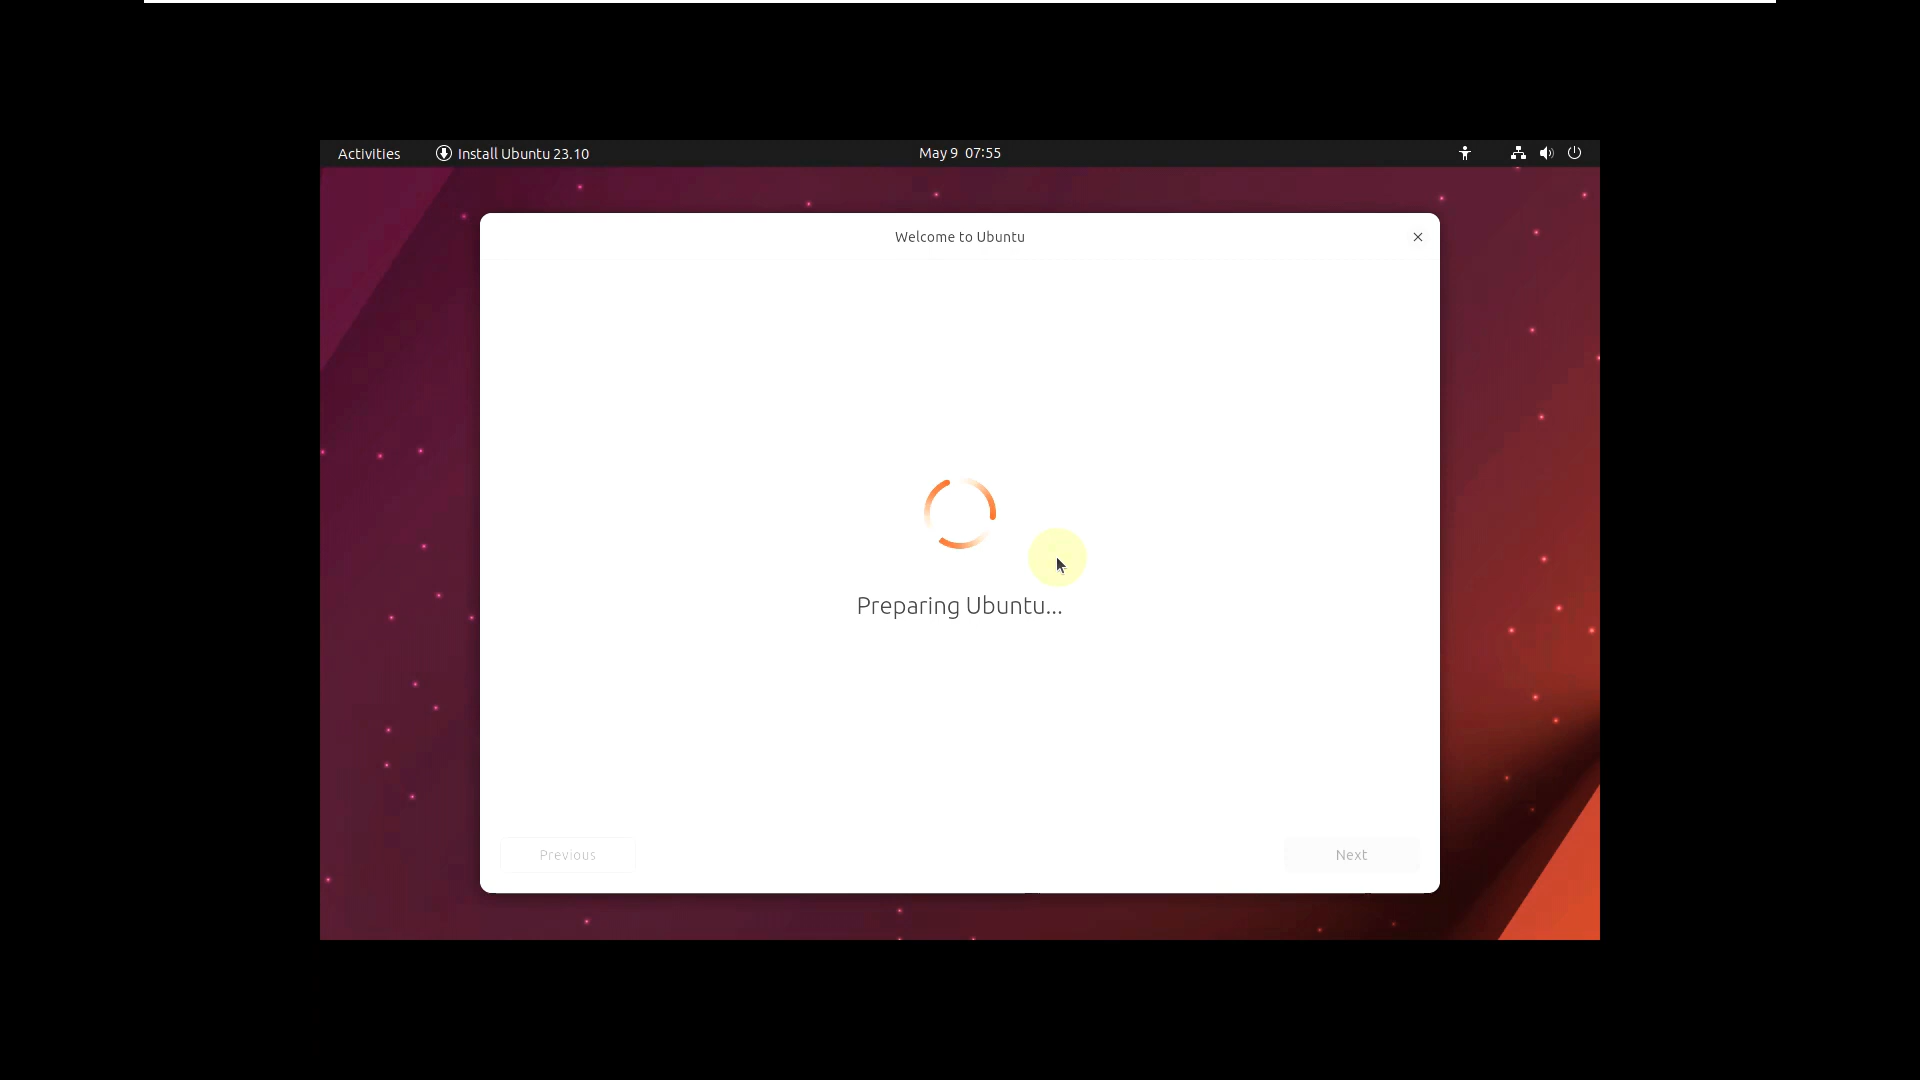 Activities Install Ubuntu 23.10 May 9 07:55
Welcome to Ubuntu
Preparing Ubuntu...
Previous Next